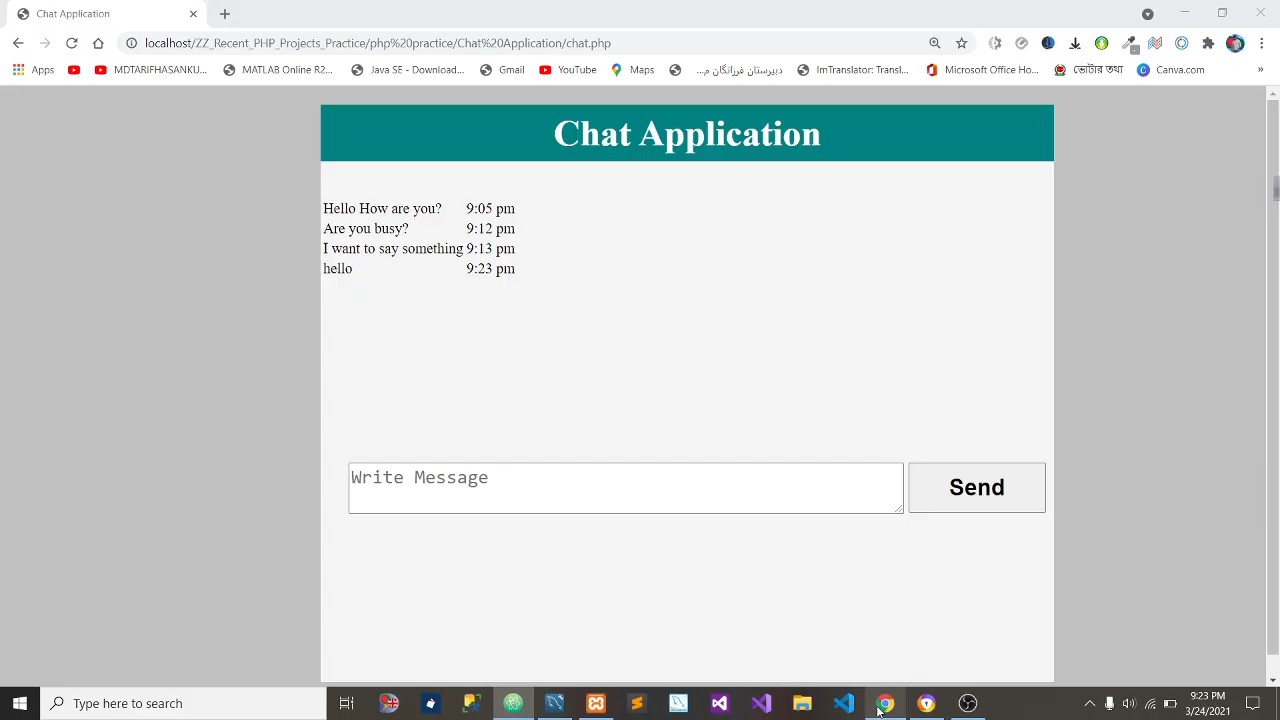 Chat Application
localhost/ZZ_Recent_PHP_Projects_Practice/php%20practice/Chat%20Application/chat.php
Apps MDTARIFHASANKU... MATLAB Online R2... Java SE - Download... Gmail YouTube Maps دبیرستان فرزانگان م... ImTranslator: Transl... Microsoft Office Ho... ভোটার তথ্য Canva.com »
Chat Application
Hello How are you? 9:05 pm
Are you busy? 9:12 pm
I want to say something 9:13 pm
hello 9:23 pm
Write Message
Send
Type here to search
9:23 PM
3/24/2021